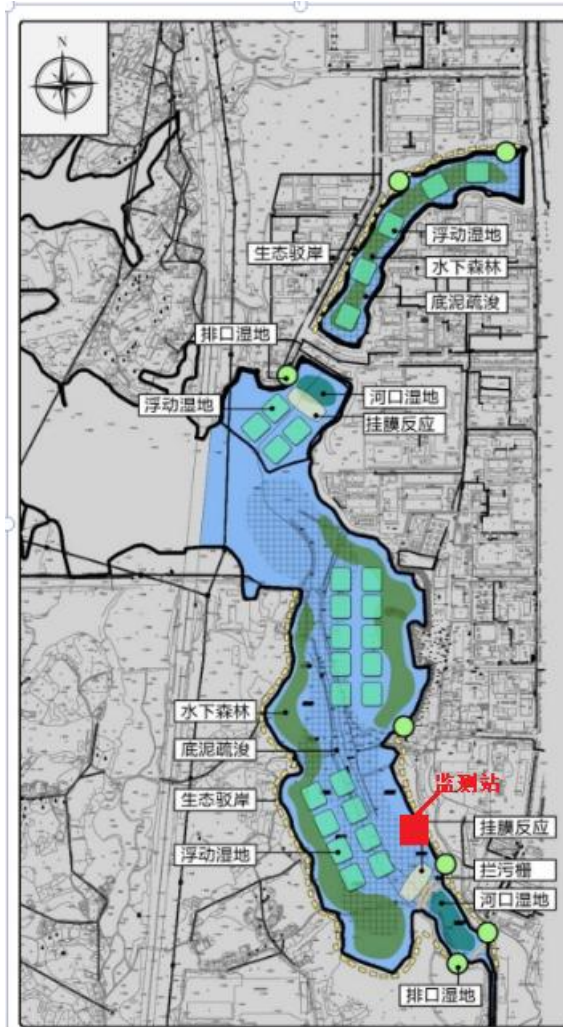 N
浮动湿地
生态驳岸
水下森林
底泥疏浚
排口湿地
河口湿地
浮动湿地
挂膜反应
水下森林
底泥疏浚
监测站
生态驳岸
挂膜反应
浮动湿地
拦污栅
河口湿地
排口湿地